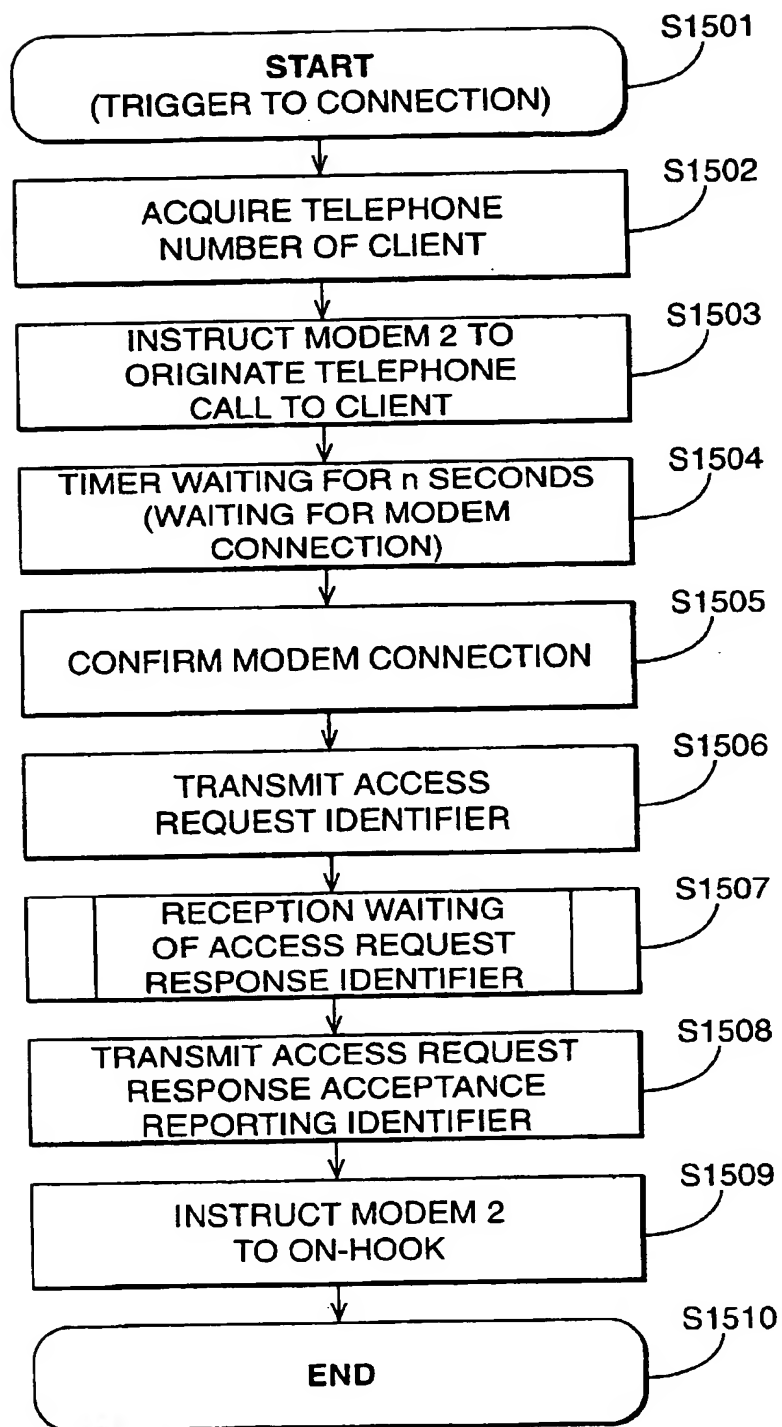 S1501
START
(TRIGGER TO CONNECTION)
S1502
ACQUIRE TELEPHONE
NUMBER OF CLIENT
S1503
INSTRUCT MODEM 2 TO
ORIGINATE TELEPHONE
CALL TO CLIENT
S1504
TIMER WAITING FOR n SECONDS
(WAITING FOR MODEM
CONNECTION)
S1505
CONFIRM MODEM CONNECTION
S1506
TRANSMIT ACCESS
REQUEST IDENTIFIER
S1507
RECEPTION WAITING
OF ACCESS REQUEST
RESPONSE IDENTIFIER
S1508
TRANSMIT ACCESS REQUEST
RESPONSE ACCEPTANCE
REPORTING IDENTIFIER
S1509
INSTRUCT MODEM 2
TO ON-HOOK
S1510
END